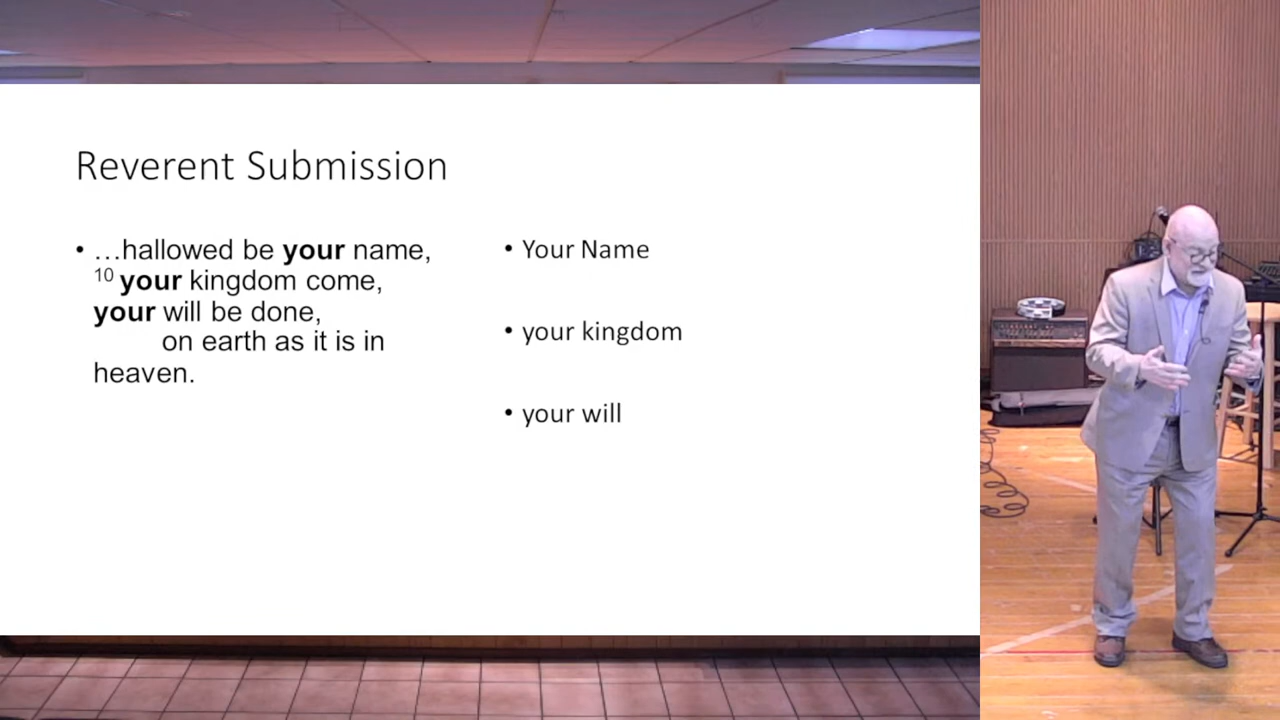 Reverent Submission
• …hallowed be your name,
10 your kingdom come,
your will be done,
on earth as it is in
heaven.
• Your Name
• your kingdom
• your will